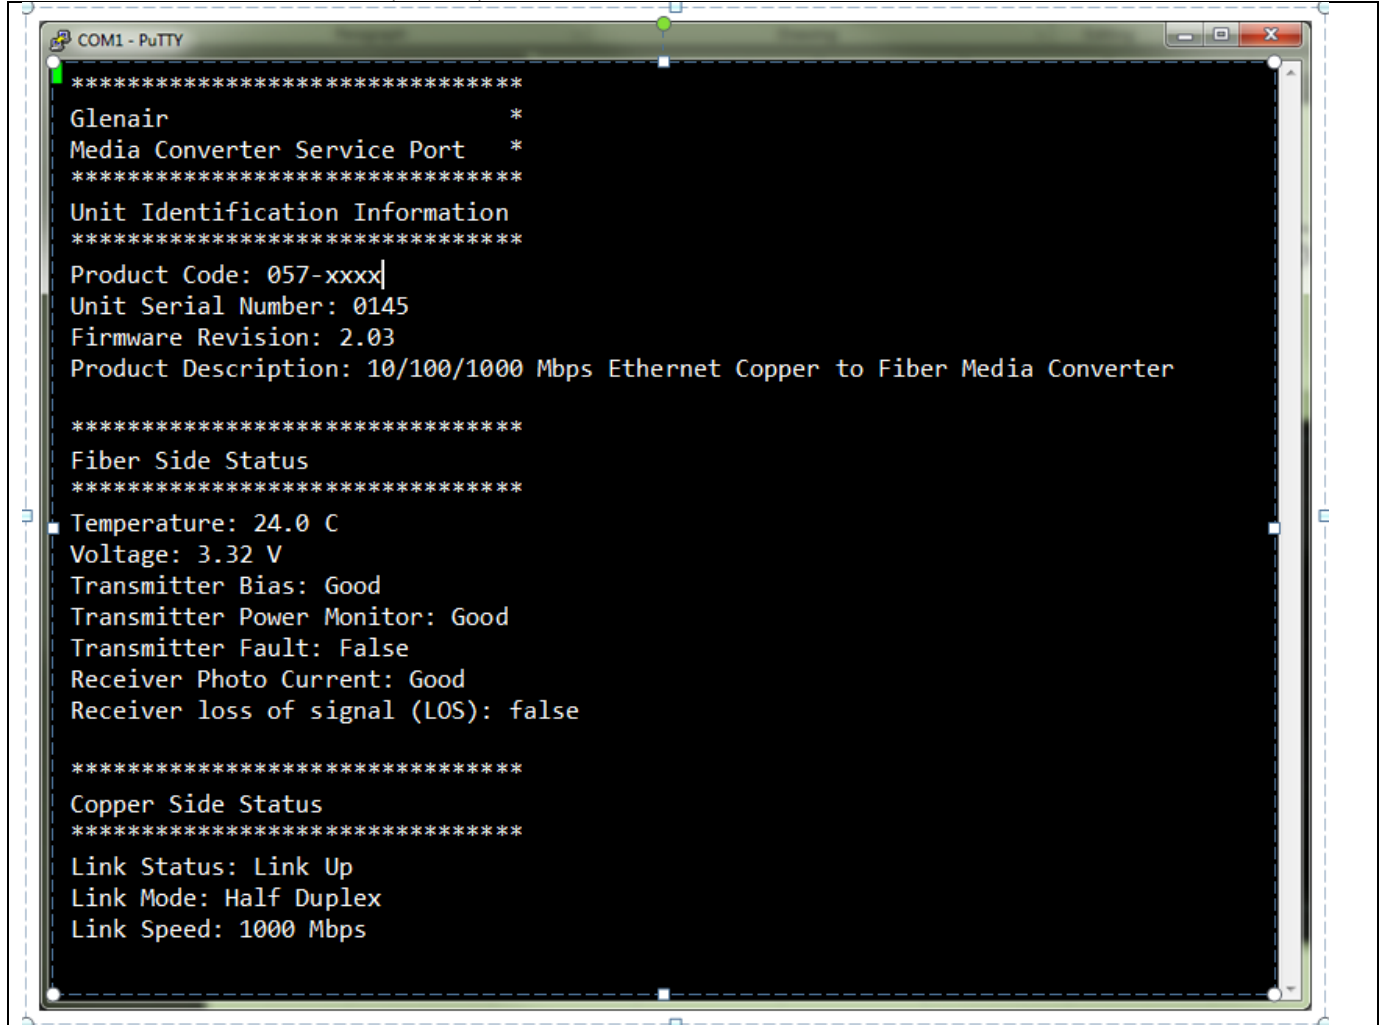 COM1 - PuTTY
********************************
Glenair *
Media Converter Service Port *
********************************
Unit Identification Information
********************************
Product Code: 057-xxxx
Unit Serial Number: 0145
Firmware Revision: 2.03
Product Description: 10/100/1000 Mbps Ethernet Copper to Fiber Media Converter
********************************
Fiber Side Status
********************************
Temperature: 24.0 C
Voltage: 3.32 V
Transmitter Bias: Good
Transmitter Power Monitor: Good
Transmitter Fault: False
Receiver Photo Current: Good
Receiver loss of signal (LOS): false
********************************
Copper Side Status
********************************
Link Status: Link Up
Link Mode: Half Duplex
Link Speed: 1000 Mbps